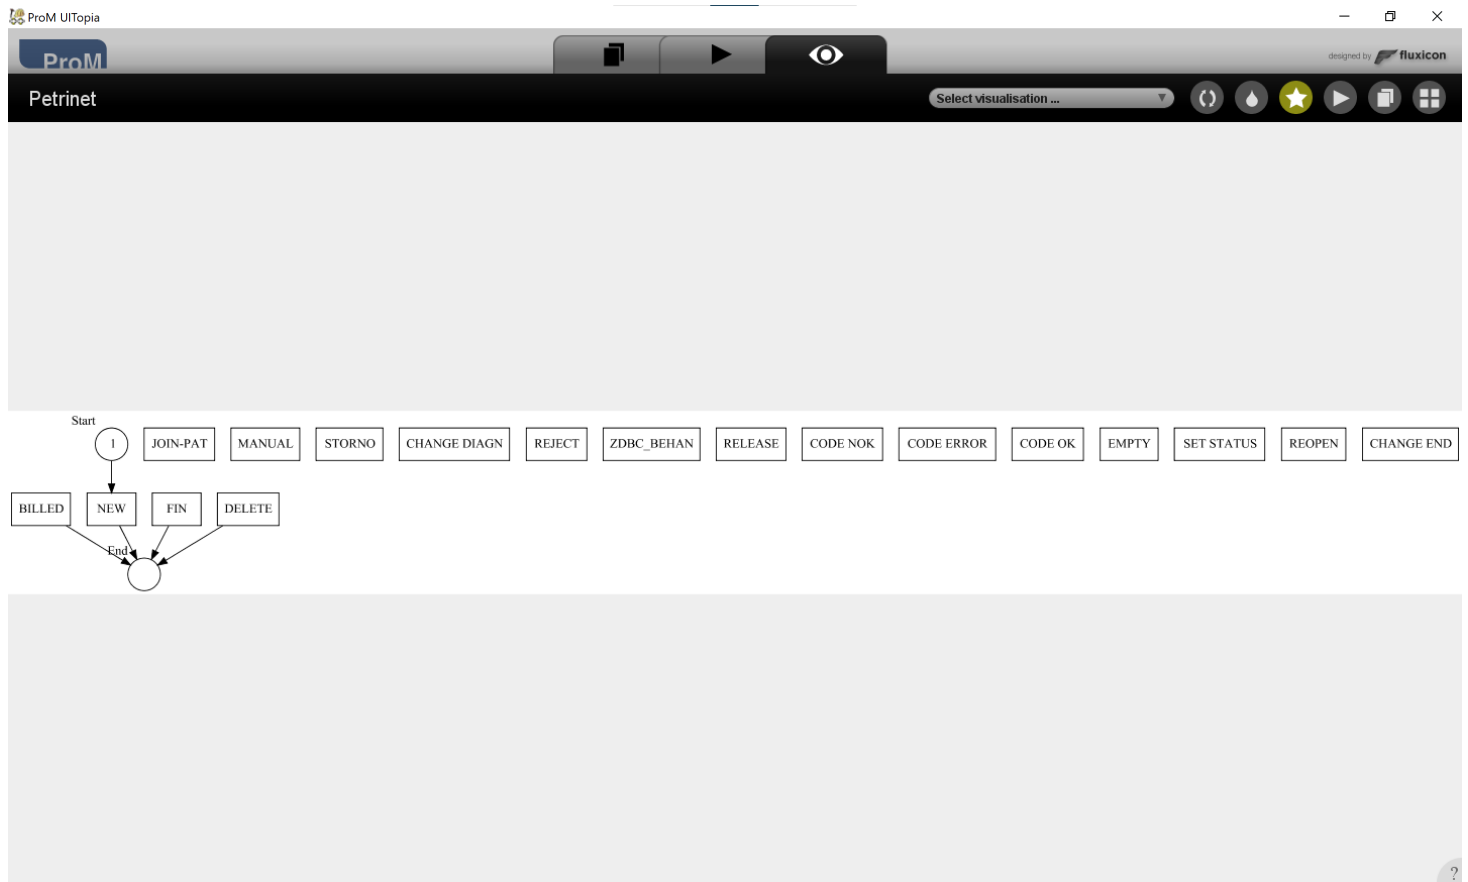 ProM UITopia
ProM
designed by fluxicon
Petrinet
Select visualisation ...
Start
1
JOIN-PAT
MANUAL
STORNO
CHANGE DIAGN
REJECT
ZDBC_BEHAN
RELEASE
CODE NOK
CODE ERROR
CODE OK
EMPTY
SET STATUS
REOPEN
CHANGE END
BILLED
NEW
FIN
DELETE
End
?